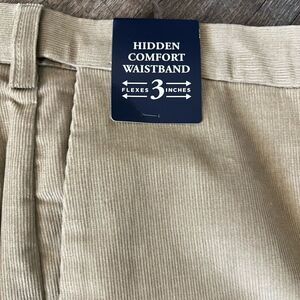 HIDDEN
COMFORT
WAISTBAND
FLEXES 3 INCHES